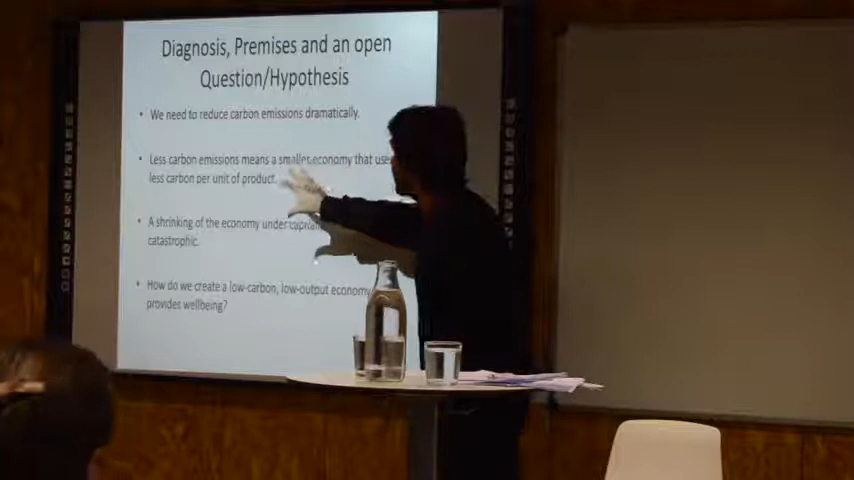 Diagnosis, Premises and an open
Question/Hypothesis
• We need to reduce carbon emissions dramatically.
• Less carbon emissions means a smaller economy that
less carbon per unit of product.
• A shrinking of the economy under
catastrophic.
• How do we create a low-carbon, low-output economy
provides wellbeing?